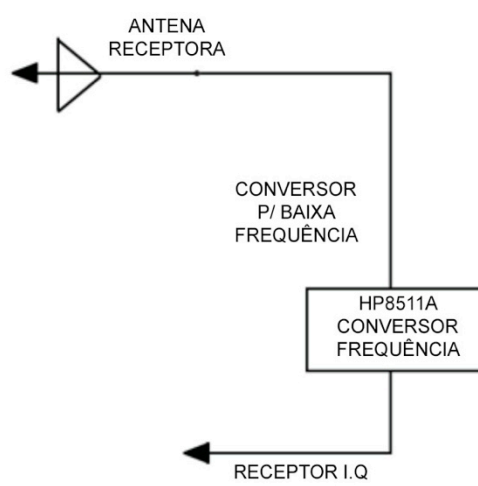 ANTENA
RECEPTORA
CONVERSOR
P/ BAIXA
FREQUÊNCIA
HP8511A
CONVERSOR
FREQUÊNCIA
RECEPTOR I.Q